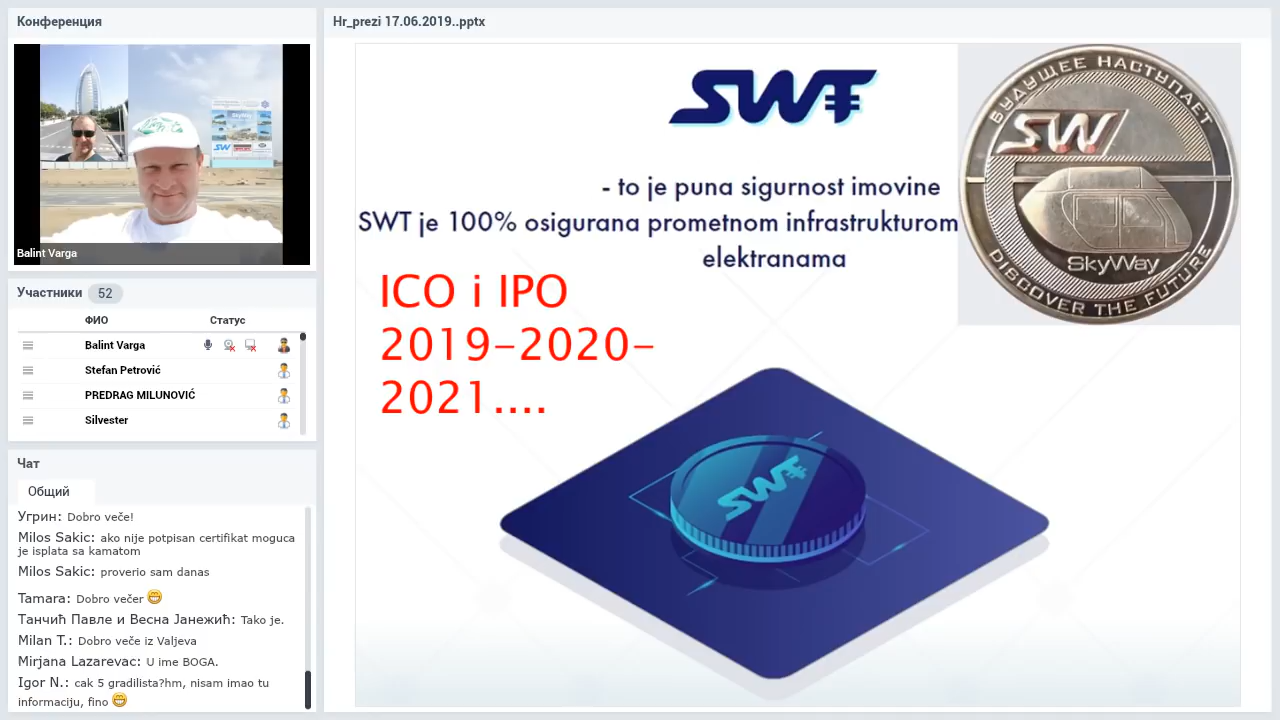 Конференция
Balint Varga
Участники 52
ФИО Статус
Balint Varga
Stefan Petrović
PREDRAG MILUNOVIĆ
Silvester
Чат
Общий
Угрин: Dobro veče!
Milos Sakic: ako nije potpisan certifikat moguca
je isplata sa kamatom
Milos Sakic: proverio sam danas
Tamara: Dobro večer
Танчић Павле и Весна Јанежић: Tako je.
Milan T.: Dobro veče iz Valjeva
Mirjana Lazarevac: U ime BOGA.
Igor N.: cak 5 gradilista?hm, nisam imao tu
informaciju, fino
Hr_prezi 17.06.2019..pptx
SWT
- to je puna sigurnost imovine
SWT je 100% osigurana prometnom infrastrukturom
elektranama
ICO i IPO
2019-2020-
2021....
БУДУЩЕЕ НАСТУПАЕТ
SW
SkyWay
DISCOVER THE FUTURE
SWT